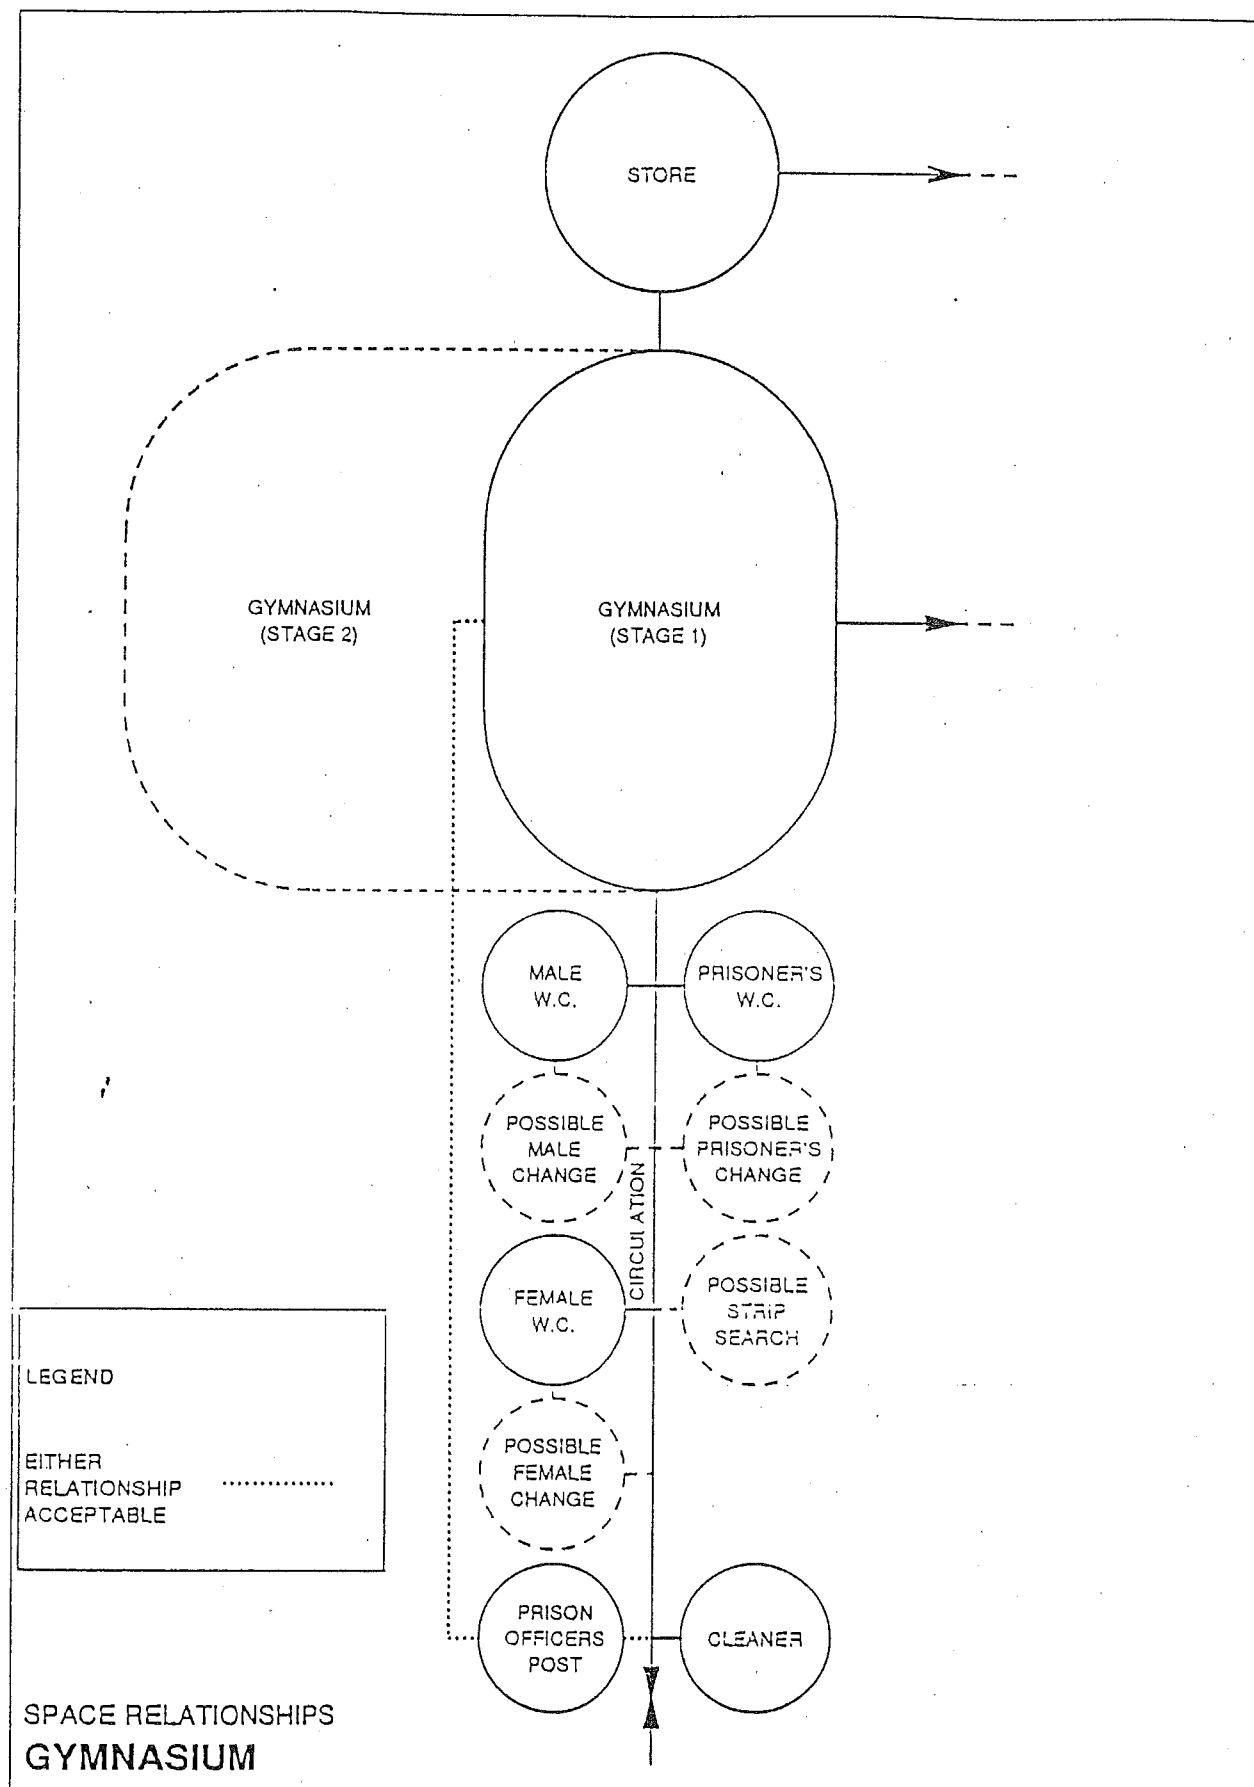 STORE
GYMNASIUM
(STAGE 2)
GYMNASIUM
(STAGE 1)
MALE
W.C.
PRISONER'S
W.C.
POSSIBLE
MALE
CHANGE
POSSIBLE
PRISONER'S
CHANGE
CIRCULATION
FEMALE
W.C.
POSSIBLE
STRIP
SEARCH
LEGEND
EITHER
RELATIONSHIP
ACCEPTABLE
POSSIBLE
FEMALE
CHANGE
PRISON
OFFICERS
POST
CLEANER
SPACE RELATIONSHIPS
GYMNASIUM